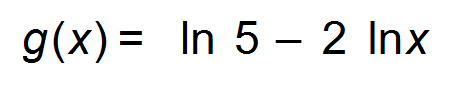 g(x) = ln 5 – 2 lnx